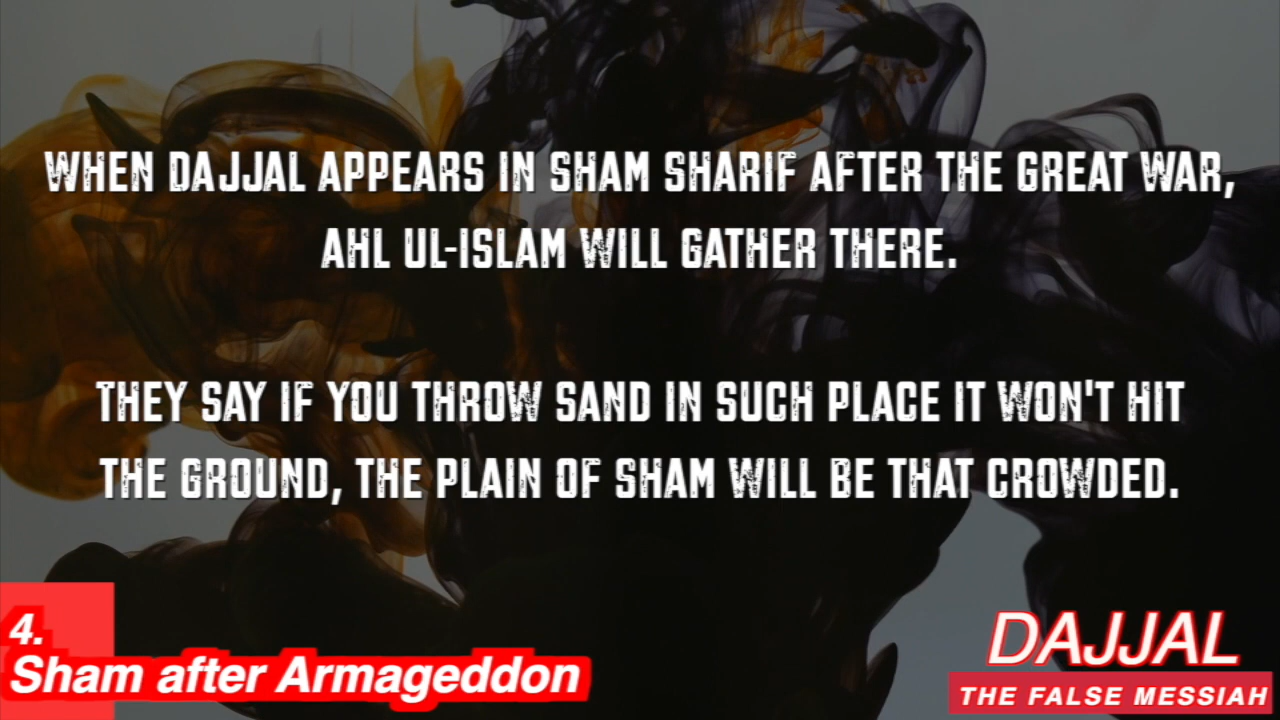 WHEN DAJJAL APPEARS IN SHAM SHARIF AFTER THE GREAT WAR,
AHL UL-ISLAM WILL GATHER THERE.
THEY SAY IF YOU THROW SAND IN SUCH PLACE IT WON'T HIT
THE GROUND, THE PLAIN OF SHAM WILL BE THAT CROWDED.
4.
Sham after Armageddon
DAJJAL
THE FALSE MESSIAH